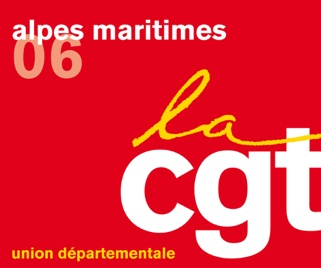 alpes maritimes
06
la
cgt
union départementale